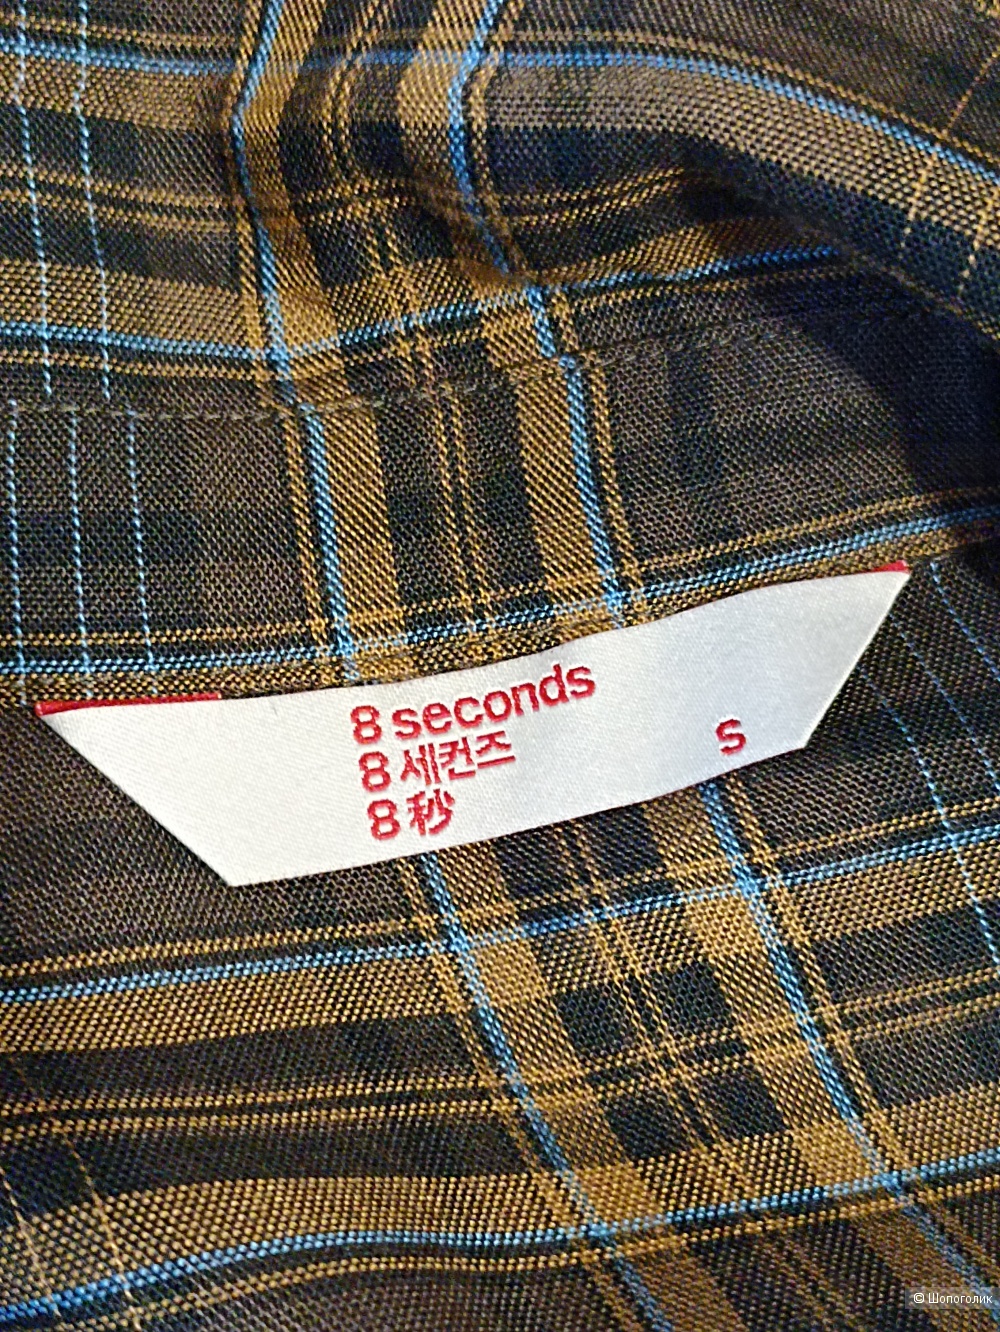 8 seconds
8 세컨즈
8 秒
S
© Шопоголик